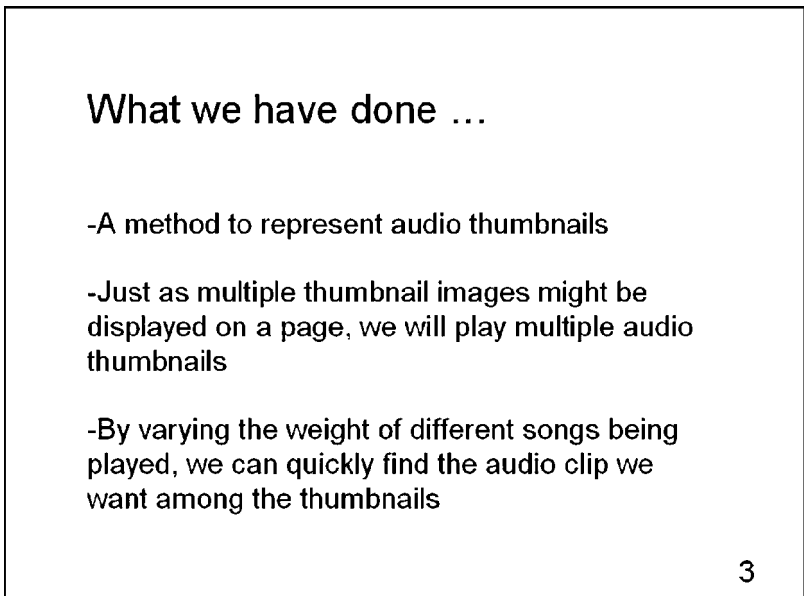 What we have done ...
-A method to represent audio thumbnails
-Just as multiple thumbnail images might be
displayed on a page, we will play multiple audio
thumbnails
-By varying the weight of different songs being
played, we can quickly find the audio clip we
want among the thumbnails
3